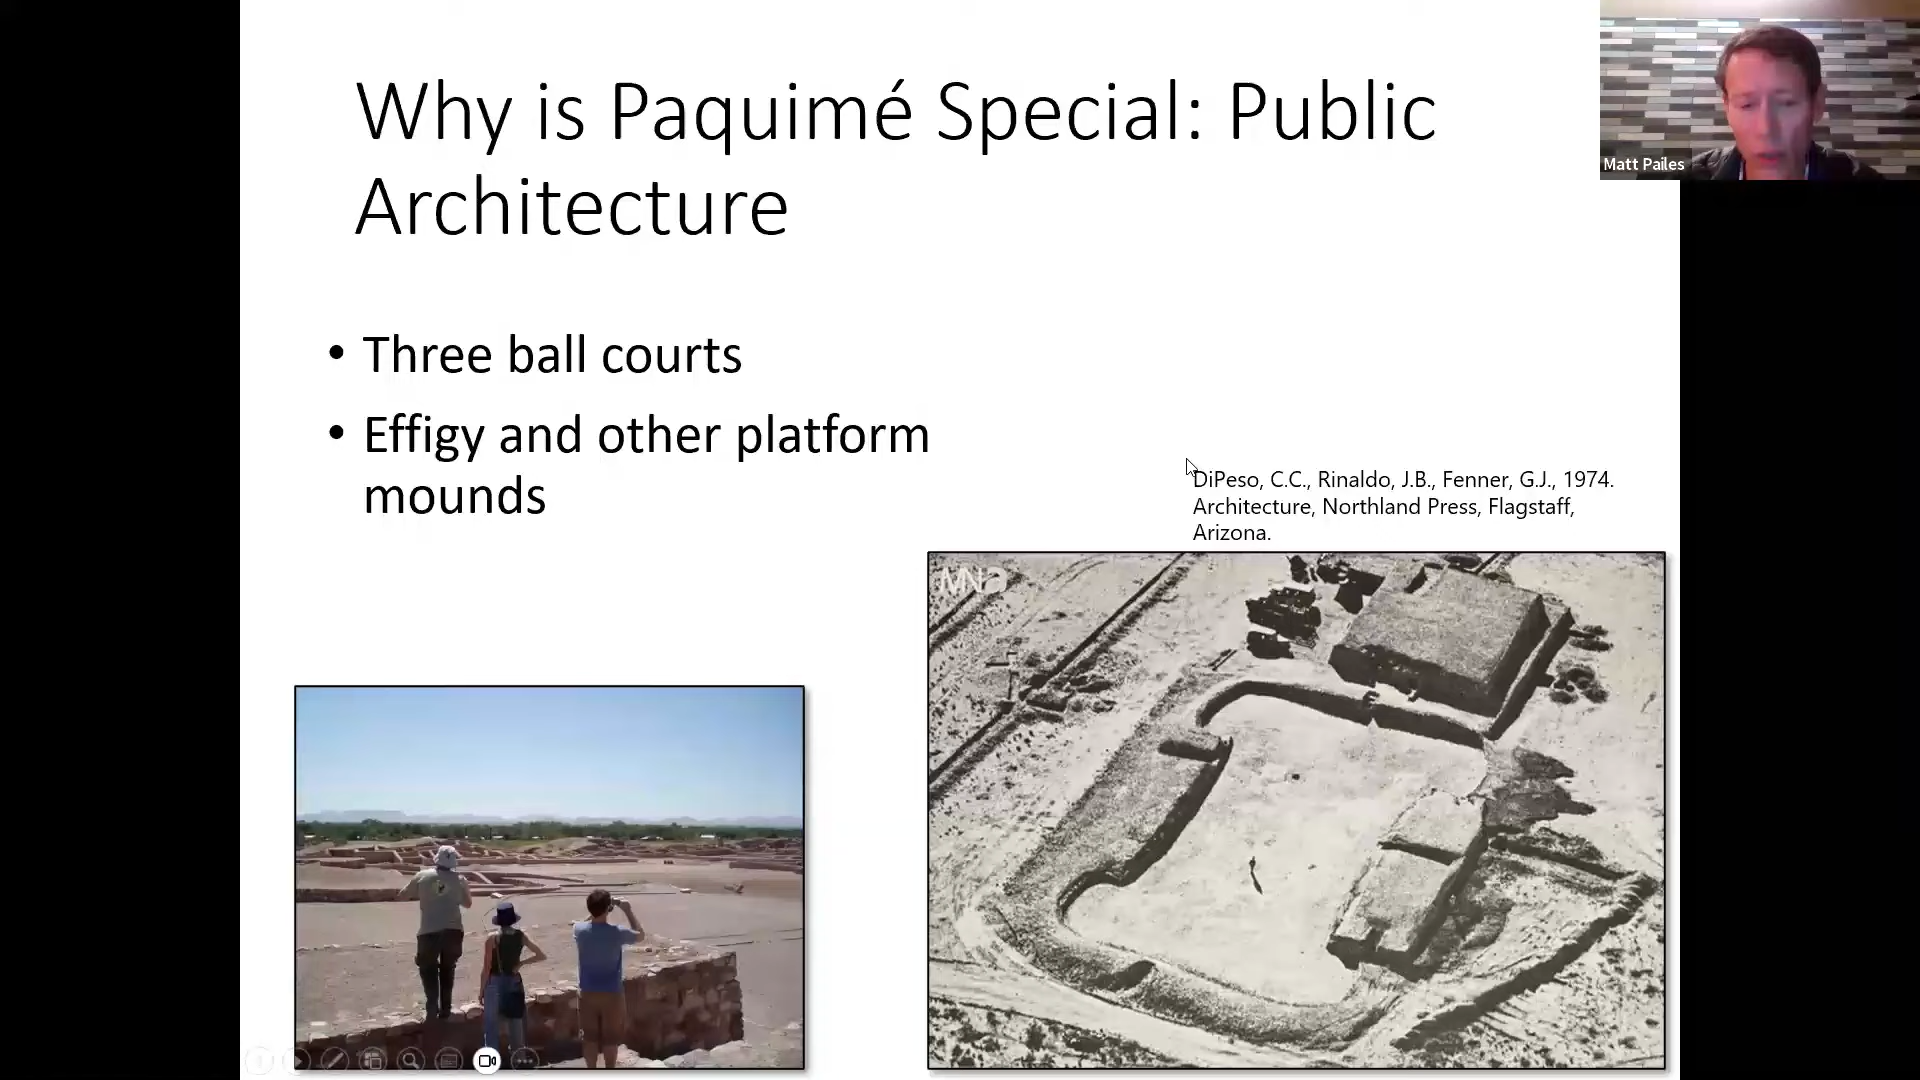 Why is Paquimé Special: Public
Architecture
Matt Pailes
• Three ball courts
• Effigy and other platform
mounds
DiPeso, C.C., Rinaldo, J.B., Fenner, G.J., 1974.
Architecture, Northland Press, Flagstaff,
Arizona.